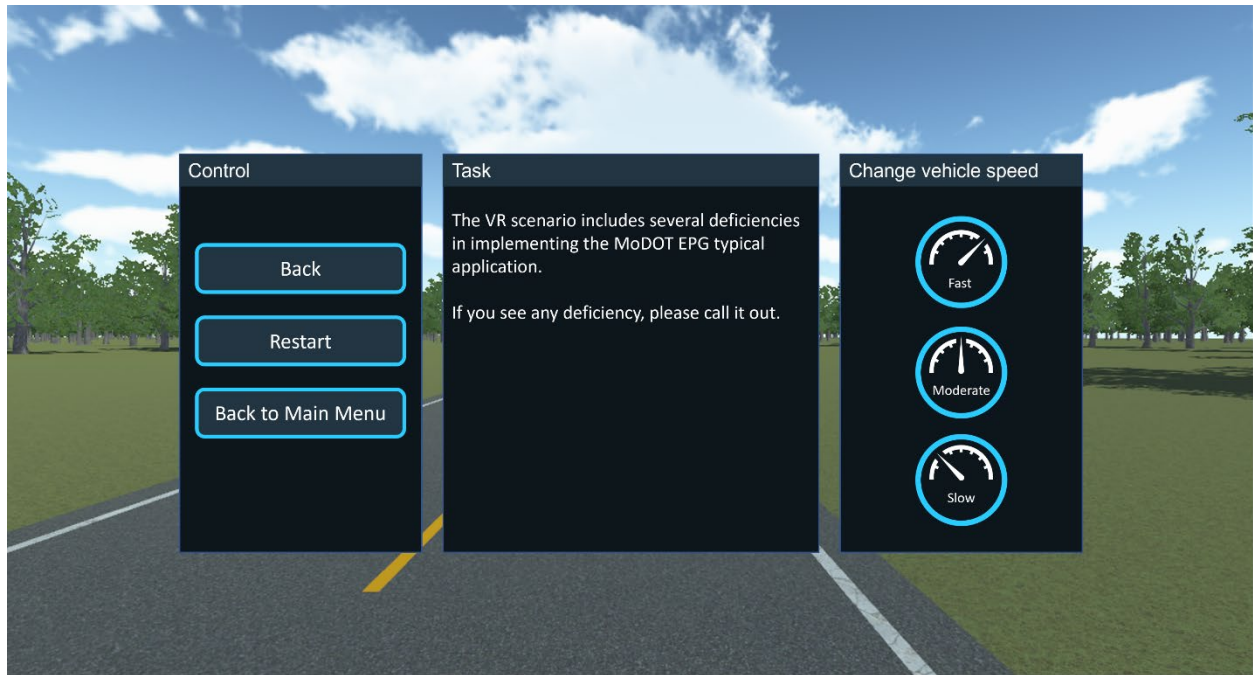 Control
Back
Restart
Back to Main Menu
Task
The VR scenario includes several deficiencies
in implementing the MoDOT EPG typical
application.
If you see any deficiency, please call it out.
Change vehicle speed
Fast
Moderate
Slow